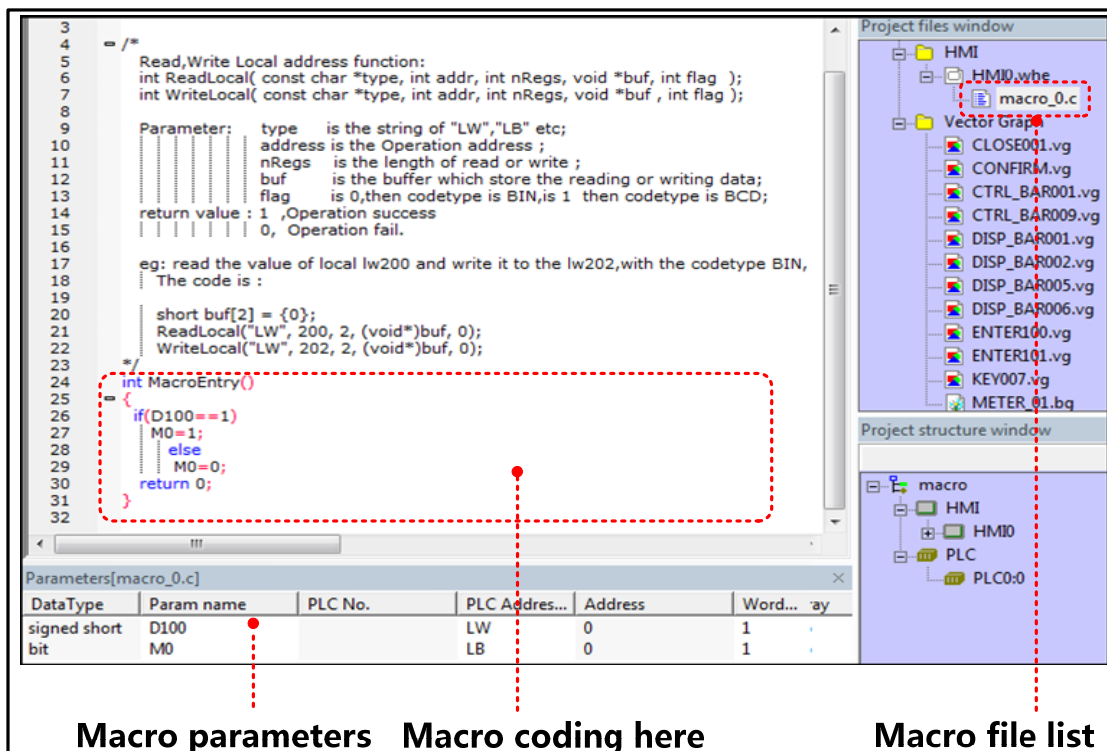 3
4 /*
5 Read,Write Local address function:
6 int ReadLocal( const char *type, int addr, int nRegs, void *buf, int flag );
7 int WriteLocal( const char *type, int addr, int nRegs, void *buf , int flag );
8
9 Parameter: type is the string of "LW","LB" etc;
10 address is the Operation address ;
11 nRegs is the length of read or write ;
12 buf is the buffer which store the reading or writing data;
13 flag is 0,then codetype is BIN,is 1 then codetype is BCD;
14 return value : 1 ,Operation success
15 0, Operation fail.
16
17 eg: read the value of local lw200 and write it to the lw202,with the codetype BIN,
18 The code is :
19
20 short buf[2] = {0};
21 ReadLocal("LW", 200, 2, (void*)buf, 0);
22 WriteLocal("LW", 202, 2, (void*)buf, 0);
23 */
24 int MacroEntry()
25 {
26 if(D100==1)
27 M0=1;
28 else
29 M0=0;
30 return 0;
31 }
32
Parameters[macro_0.c]
DataType Param name PLC No. PLC Addres... Address Word... ay
signed short D100 LW 0 1
bit M0 LB 0 1
Project files window
HMI
HMI0.whe
macro_0.c
Vector Graph
CLOSE001.vg
CONFIRM.vg
CTRL_BAR001.vg
CTRL_BAR009.vg
DISP_BAR001.vg
DISP_BAR002.vg
DISP_BAR005.vg
DISP_BAR006.vg
ENTER100.vg
ENTER101.vg
KEY007.vg
METER_01.bg
Project structure window
macro
HMI
HMI0
PLC
PLC0:0
Macro parameters Macro coding here Macro file list